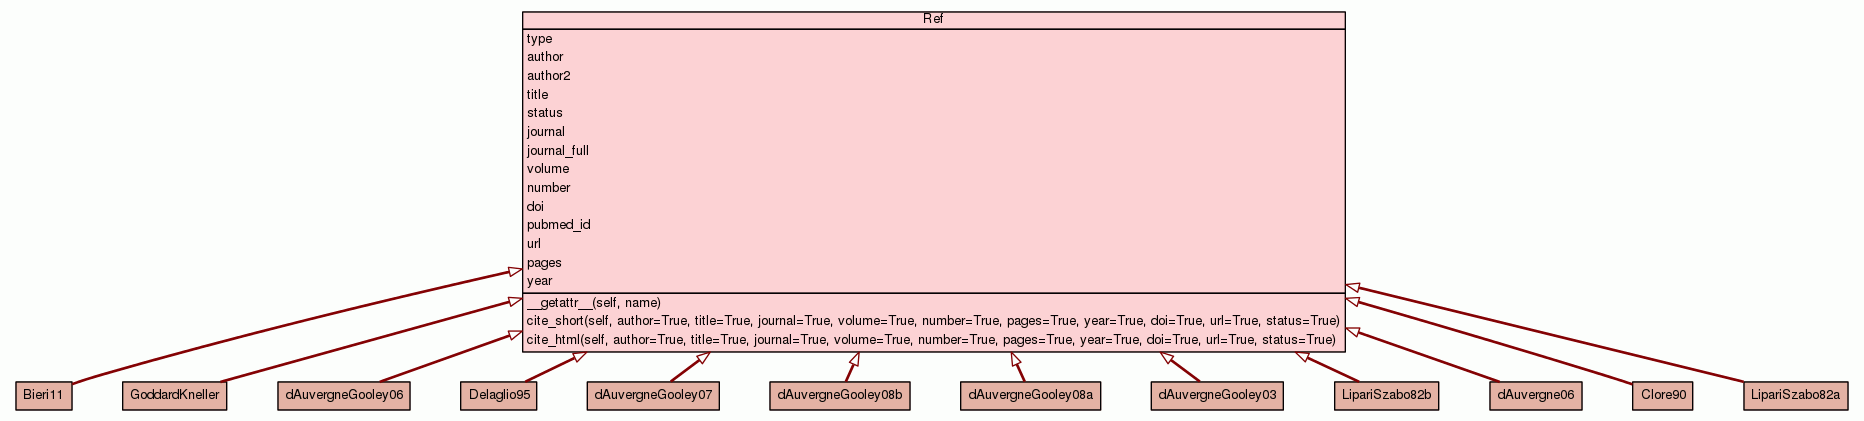 Ref
type
author
author2
title
status
journal
journal_full
volume
number
doi
pubmed_id
url
pages
year
__getattr__(self, name)
cite_short(self, author=True, title=True, journal=True, volume=True, number=True, pages=True, year=True, doi=True, url=True, status=True)
cite_html(self, author=True, title=True, journal=True, volume=True, number=True, pages=True, year=True, doi=True, url=True, status=True)
Bieri11
GoddardKneller
dAuvergneGooley06
Delaglio95
dAuvergneGooley07
dAuvergneGooley08b
dAuvergneGooley08a
dAuvergneGooley03
LipariSzabo82b
dAuvergne06
Clore90
LipariSzabo82a